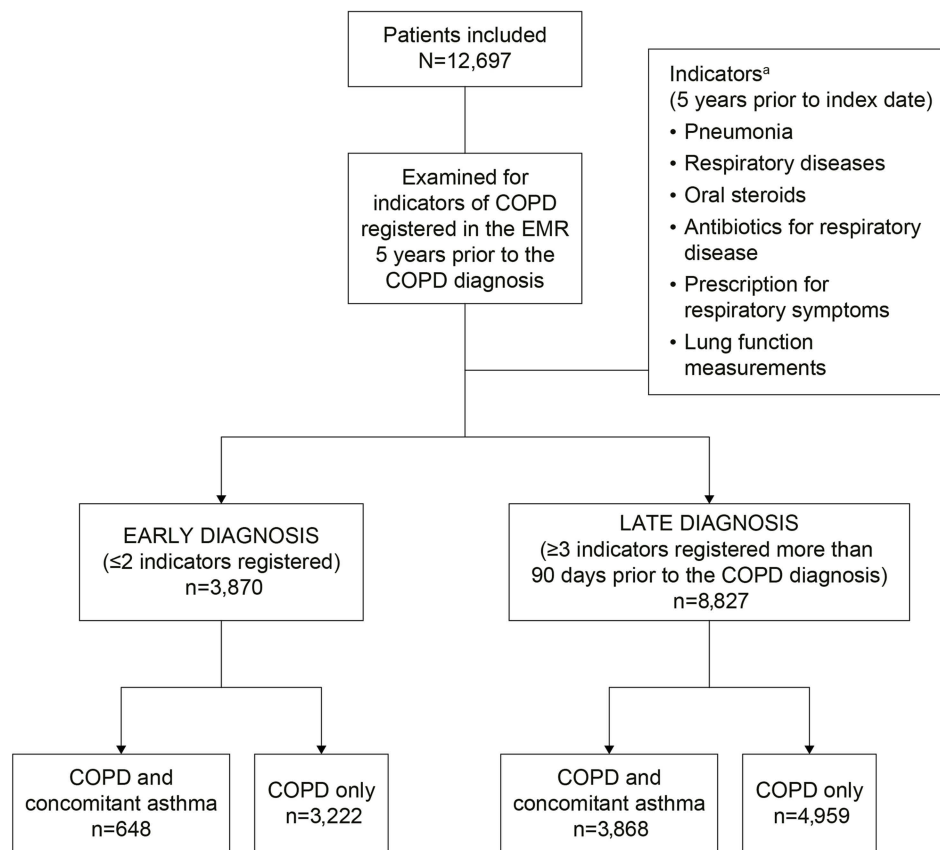 Patients included
N=12,697
Indicatorsᵃ
(5 years prior to index date)
• Pneumonia
• Respiratory diseases
• Oral steroids
• Antibiotics for respiratory
disease
• Prescription for
respiratory symptoms
• Lung function
measurements
Examined for
indicators of COPD
registered in the EMR
5 years prior to the
COPD diagnosis
EARLY DIAGNOSIS
(≤2 indicators registered)
n=3,870
LATE DIAGNOSIS
(≥3 indicators registered more than
90 days prior to the COPD diagnosis)
n=8,827
COPD and
concomitant asthma
n=648
COPD only
n=3,222
COPD and
concomitant asthma
n=3,868
COPD only
n=4,959